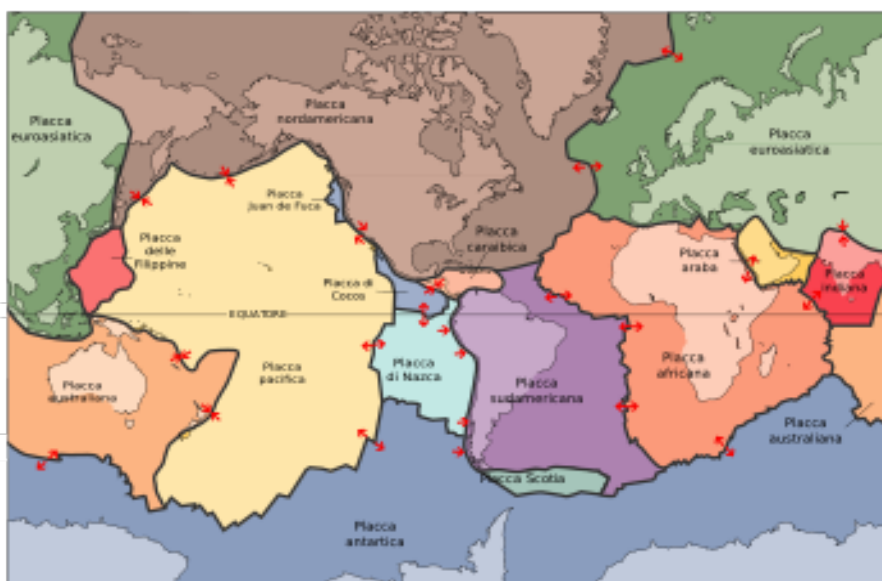 Placca
nordamericana
Placca
euroasiatica
Placca
euroasiatica
Placca
Juan de Fuca
Placca
caraibica
Placca
delle
Filippine
Placca
araba
Placca di
Cocos
Placca
indiana
EQUATORE
Placca
pacifica
Placca
di Nazca
Placca
africana
Placca
australiana
Placca
sudamericana
Placca
australiana
Placca Scotia
Placca
antartica